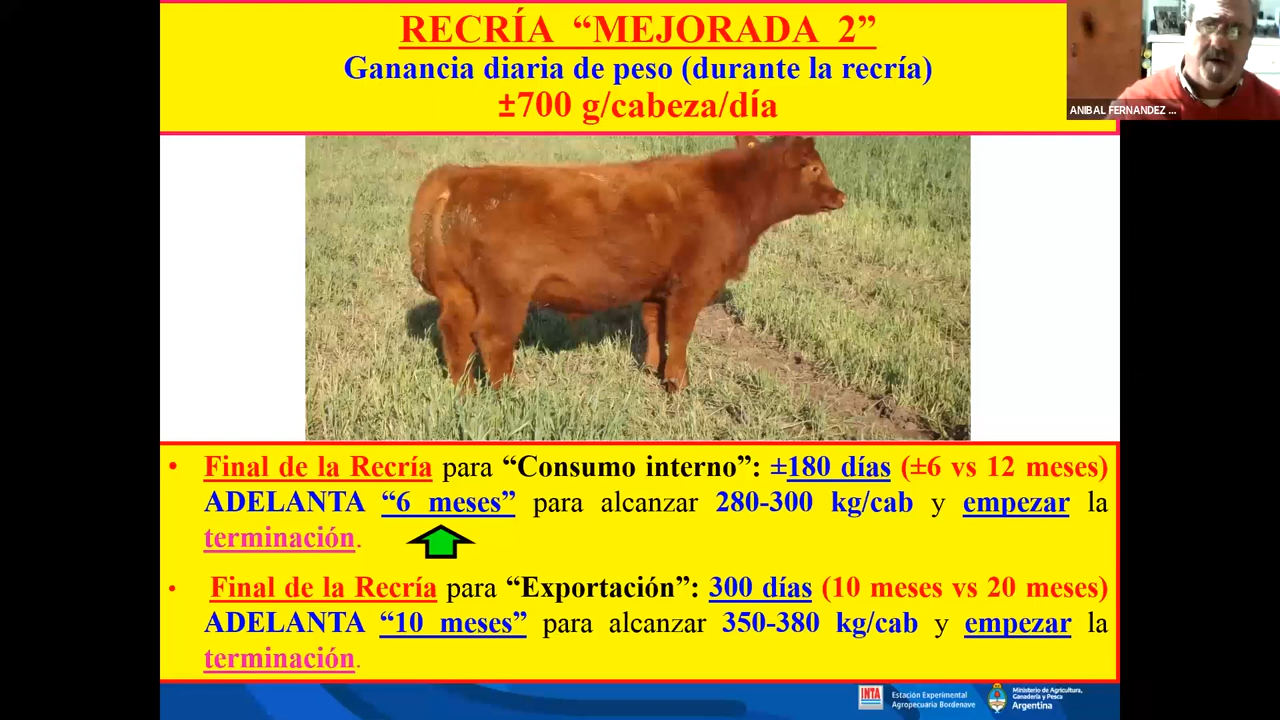 RECRÍA “MEJORADA 2”
Ganancia diaria de peso (durante la recría)
±700 g/cabeza/día
ANIBAL FERNANDEZ ...
• Final de la Recría para “Consumo interno”: ±180 días (±6 vs 12 meses)
ADELANTA “6 meses” para alcanzar 280-300 kg/cab y empezar la
terminación.
• Final de la Recría para “Exportación”: 300 días (10 meses vs 20 meses)
ADELANTA “10 meses” para alcanzar 350-380 kg/cab y empezar la
terminación.
INTA
Estación Experimental
Agropecuaria Bordenave
Ministerio de Agricultura,
Ganadería y Pesca
Argentina